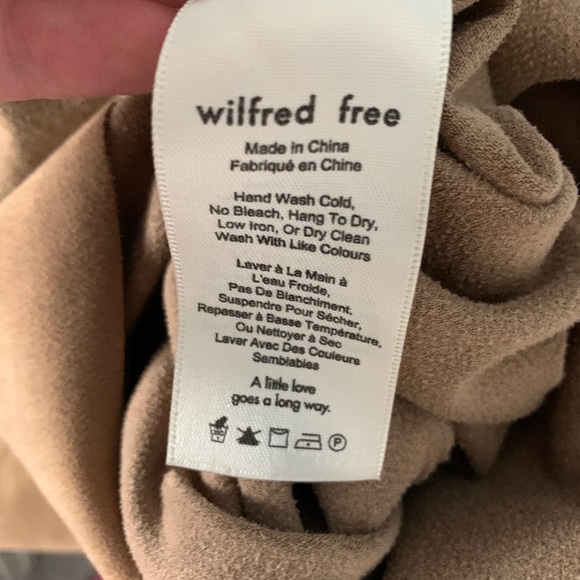 wilfred free
Made in China
Fabriqué en Chine
Hand Wash Cold,
No Bleach, Hang To Dry,
Low Iron, Or Dry Clean
Wash With Like Colours
Laver à La Main à
L'eau Froide,
Pas De Blanchiment,
Suspendre Pour Sécher,
Repasser à Basse Température,
Ou Nettoyer à Sec
Laver Avec Des Couleurs
Semblables
A little love
goes a long way.
P